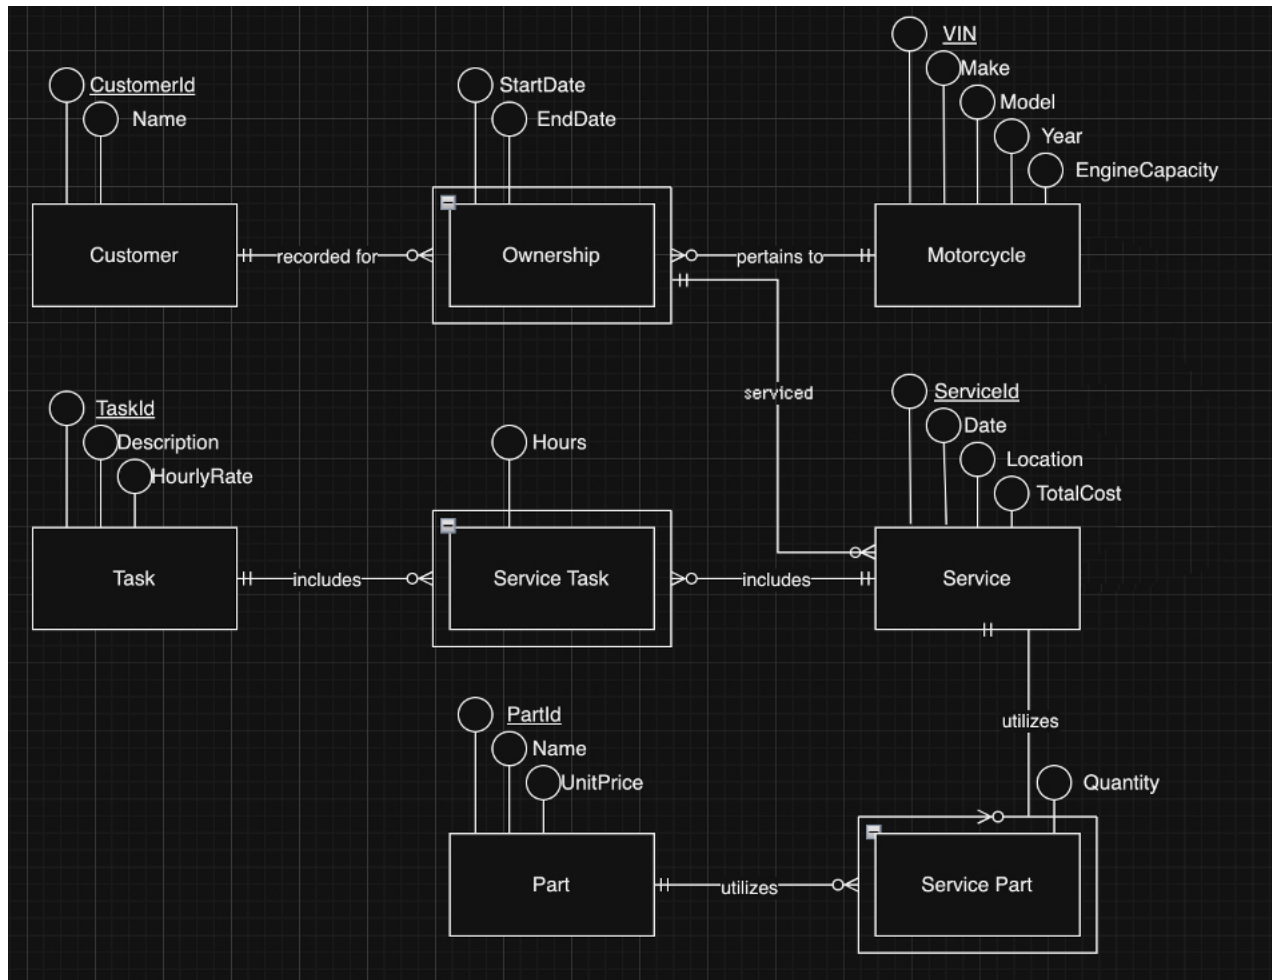 VIN
Make
Model
Year
EngineCapacity
CustomerId
Name
StartDate
EndDate
Customer
recorded for
Ownership
pertains to
Motorcycle
serviced
TaskId
Description
HourlyRate
Hours
ServiceId
Date
Location
TotalCost
Task
includes
Service Task
includes
Service
utilizes
PartId
Name
UnitPrice
Quantity
Part
utilizes
Service Part